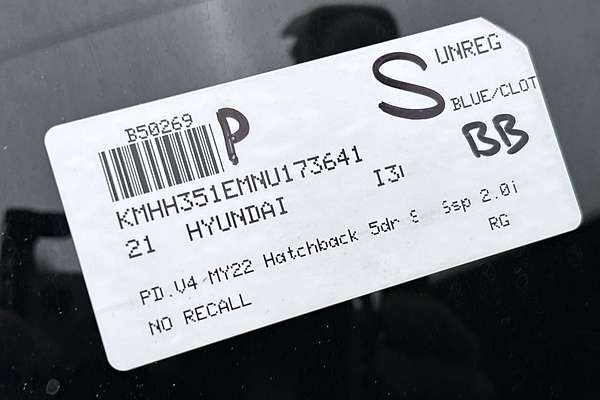 UNREG
S
B50269 P
BLUE/CLOT
BB
KMHH351EMNU173641
21 HYUNDAI I3
PD.V4 MY22 Hatchback 5dr S 6sp 2.0i
NO RECALL RG